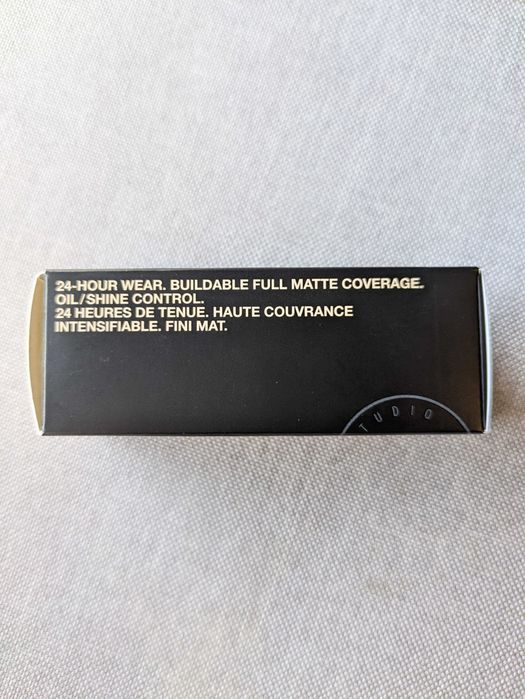 24-HOUR WEAR. BUILDABLE FULL MATTE COVERAGE.
OIL/SHINE CONTROL.
24 HEURES DE TENUE. HAUTE COUVRANCE
INTENSIFIABLE. FINI MAT.
TUDIO